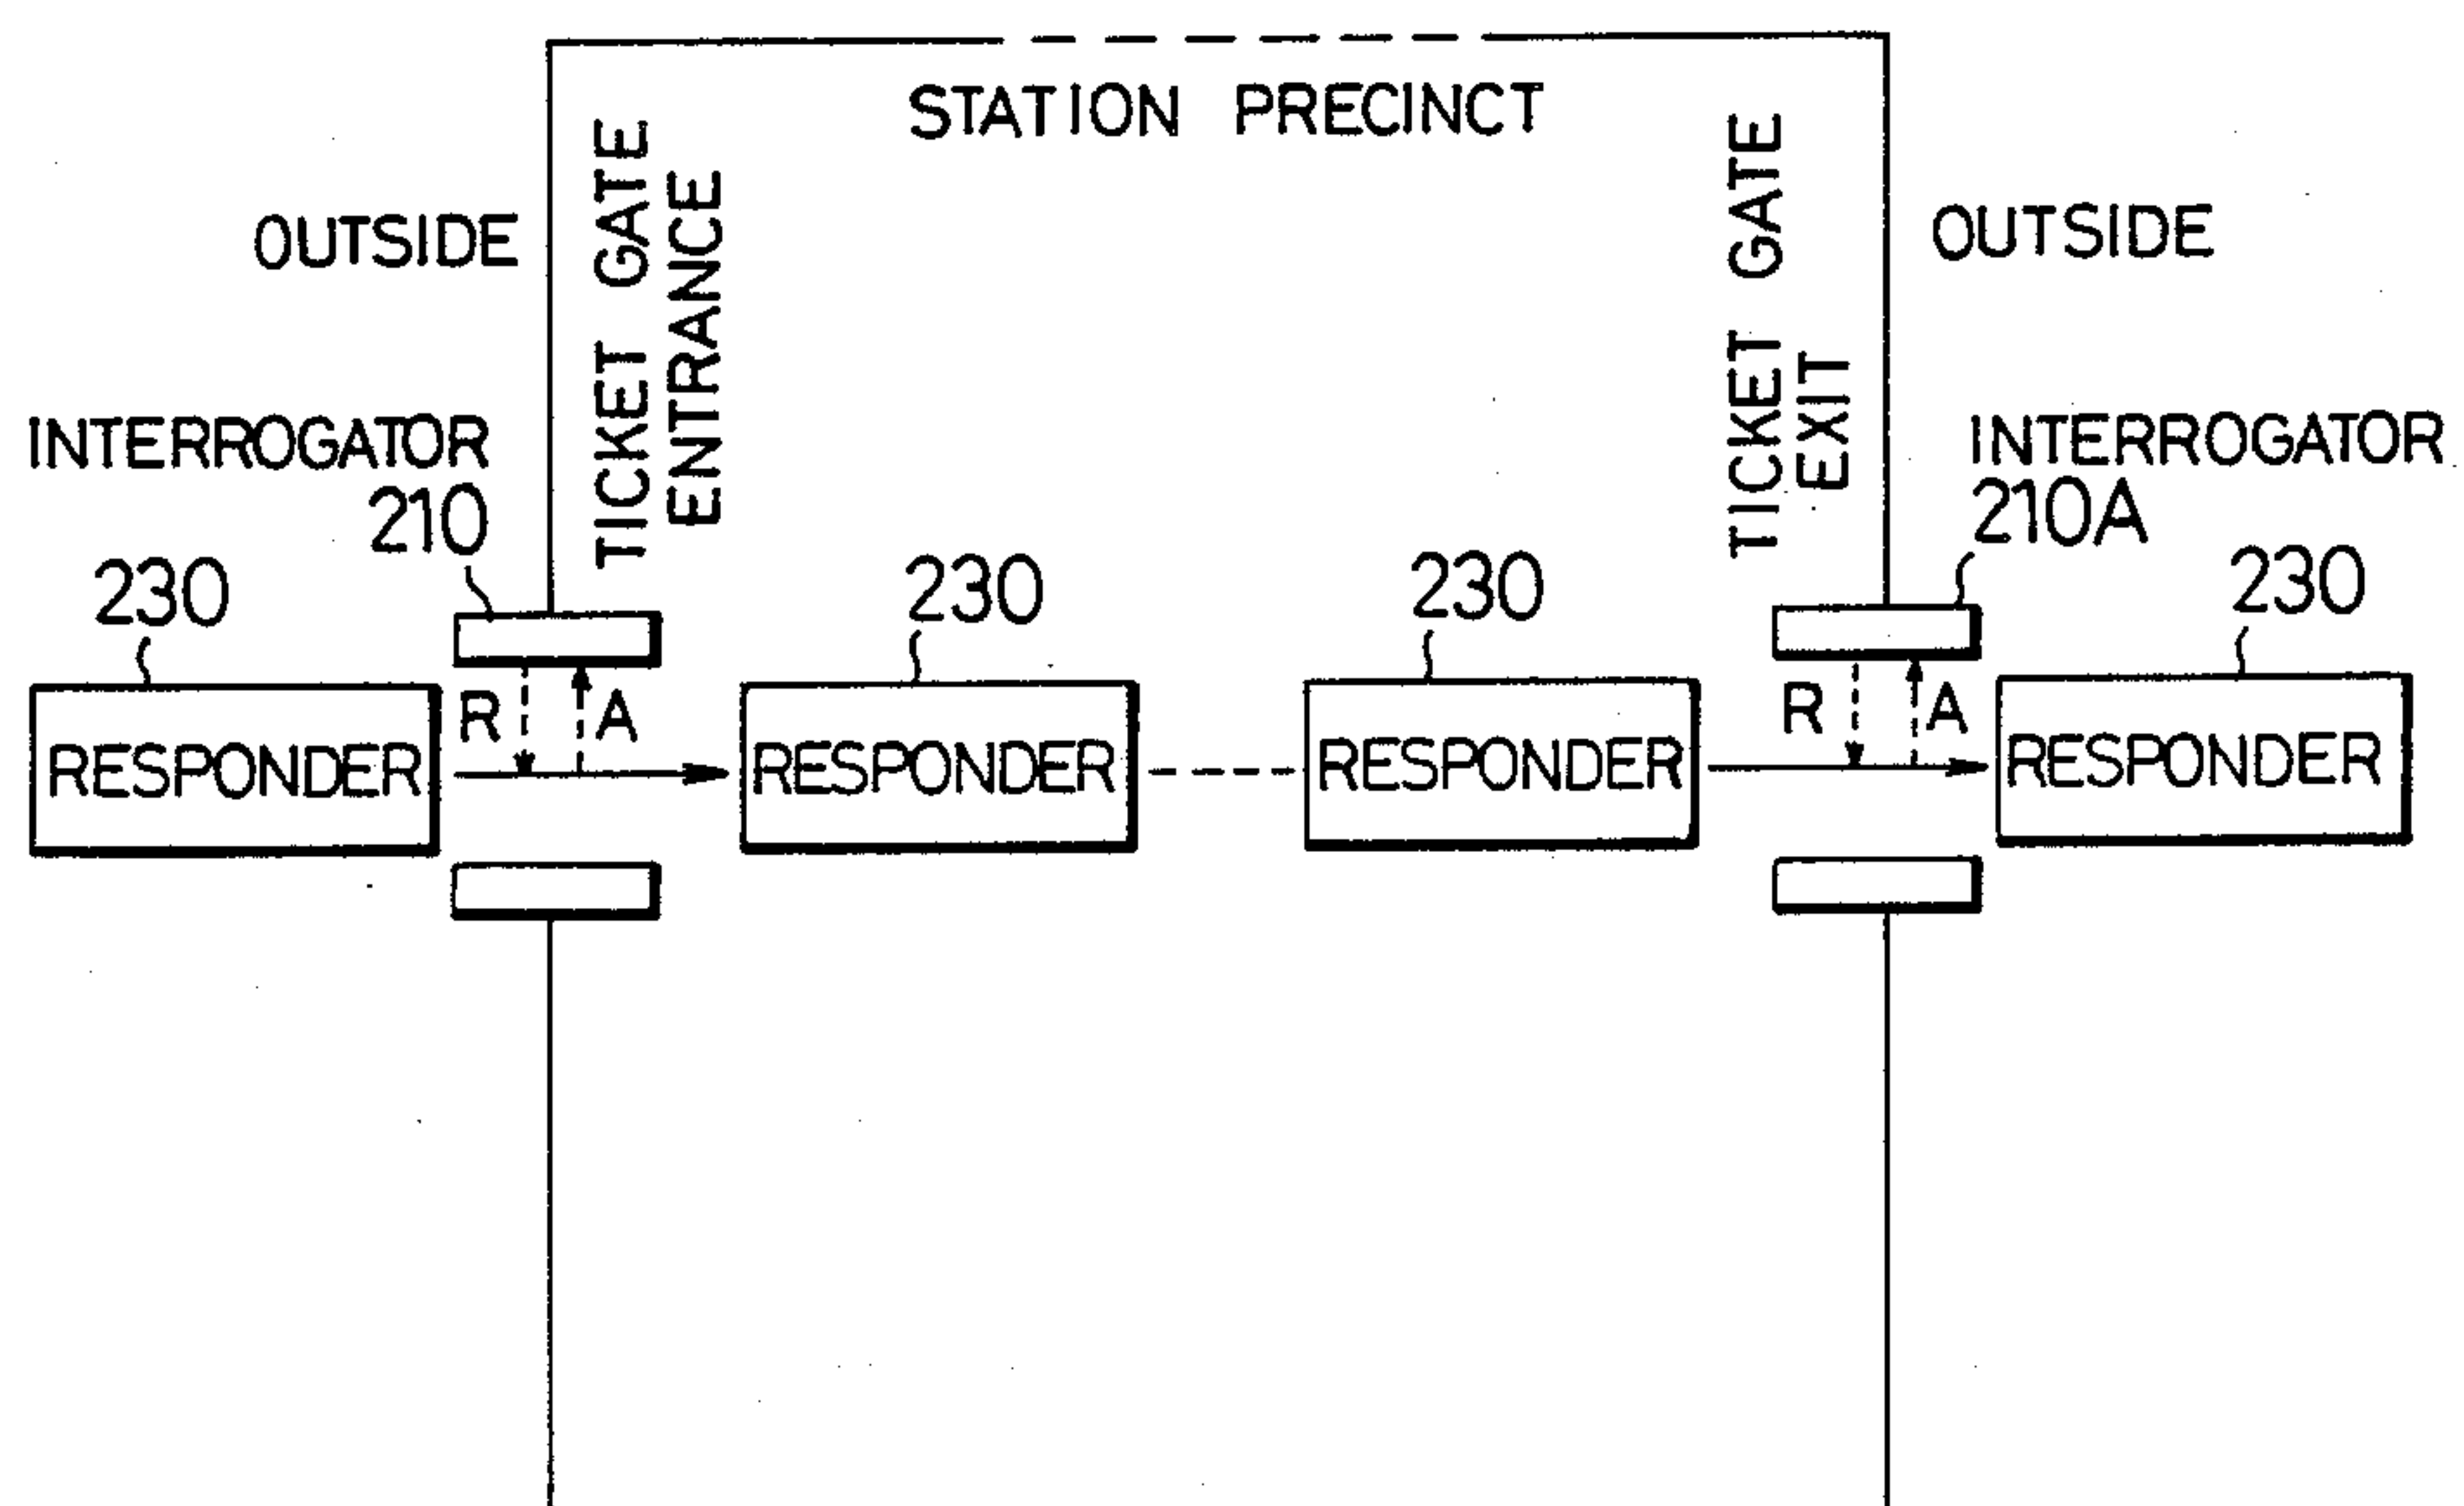 STATION PRECINCT
OUTSIDE
TICKET GATE
ENTRANCE
TICKET GATE
EXIT
OUTSIDE
INTERROGATOR
210
INTERROGATOR
210A
230
230
230
230
R
A
R
A
RESPONDER
RESPONDER
RESPONDER
RESPONDER